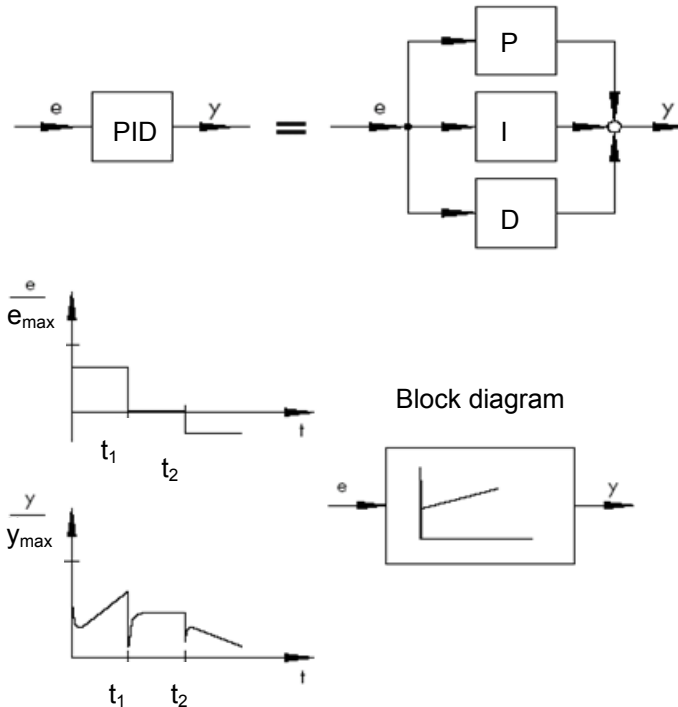 P
e
PID
y
=
e
I
y
D
e
e_max
t
t₁
t₂
Block diagram
e
y
y
y_max
t
t₁
t₂